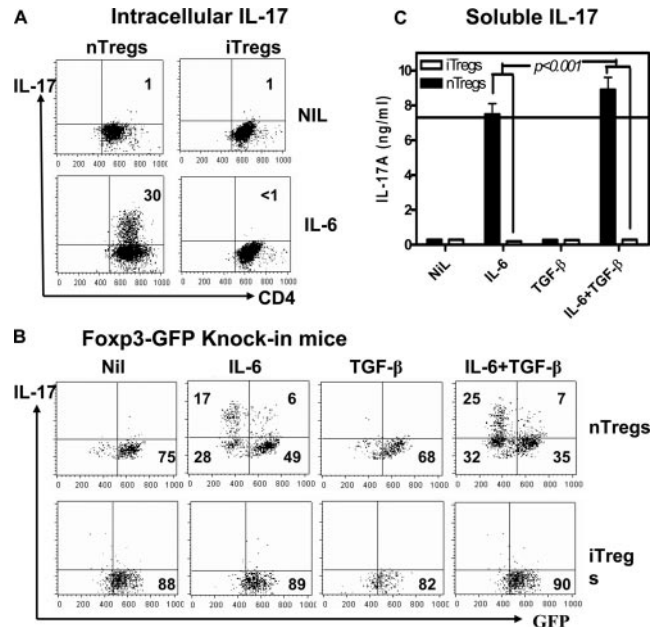 A Intracellular IL-17
nTregs iTregs
IL-17
1 1
NIL
0 200 400 600 800 1000 0 200 400 600 800 1000
30 <1
IL-6
0 200 400 600 800 1000 0 200 400 600 800 1000
CD4
C Soluble IL-17
iTregs
nTregs
p<0.001
IL-17A (ng/ml)
10
8
6
4
2
0
NiL IL-6 TGF-β IL-6+TGF-β
B Foxp3-GFP Knock-in mice
Nil IL-6 TGF-β IL-6+TGF-β
IL-17
17 6 25 7
nTregs
75 28 49 68 32 35
0 200 400 600 800 1000 0 200 400 600 800 1000 0 200 400 600 800 1000 0 200 400 600 800 1000
iTreg
s
88 89 82 90
0 200 400 600 800 1000 0 200 400 600 800 1000 0 200 400 600 800 1000 0 200 400 600 800 1000
GFP